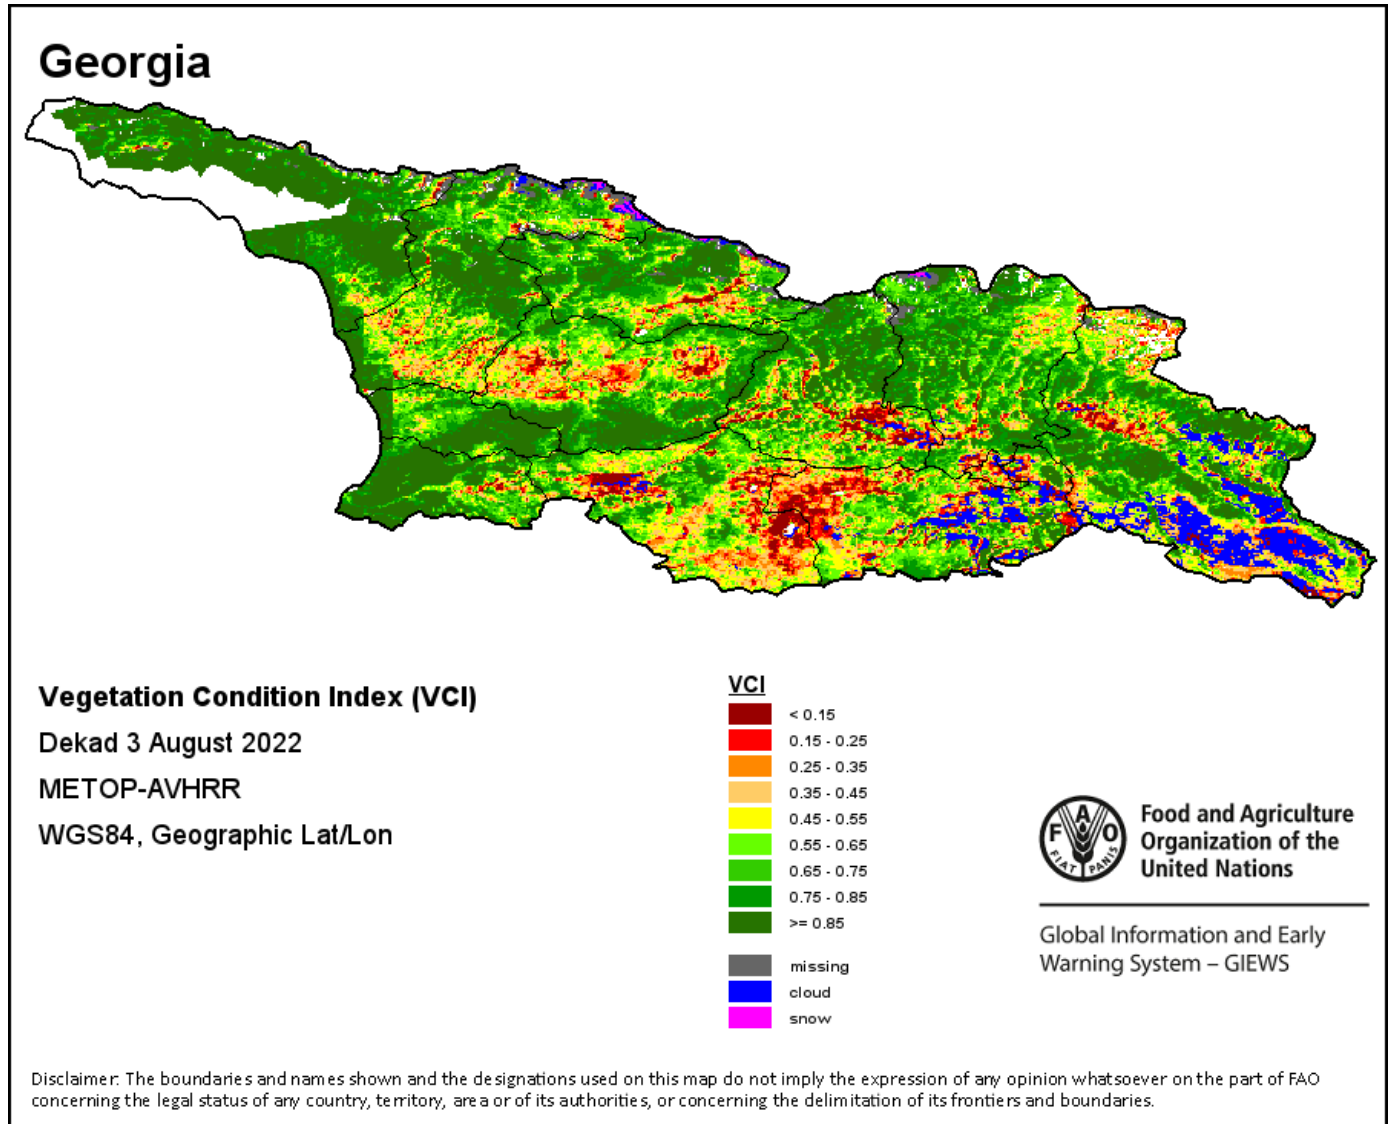 Georgia
Vegetation Condition Index (VCI)
Dekad 3 August 2022
METOP-AVHRR
WGS84, Geographic Lat/Lon
VCI
< 0.15
0.15 - 0.25
0.25 - 0.35
0.35 - 0.45
0.45 - 0.55
0.55 - 0.65
0.65 - 0.75
0.75 - 0.85
>= 0.85
missing
cloud
snow
F A O
FIAT PANIS
Food and Agriculture
Organization of the
United Nations
Global Information and Early
Warning System – GIEWS
Disclaimer: The boundaries and names shown and the designations used on this map do not imply the expression of any opinion whatsoever on the part of FAO
concerning the legal status of any country, territory, area or of its authorities, or concerning the delimitation of its frontiers and boundaries.